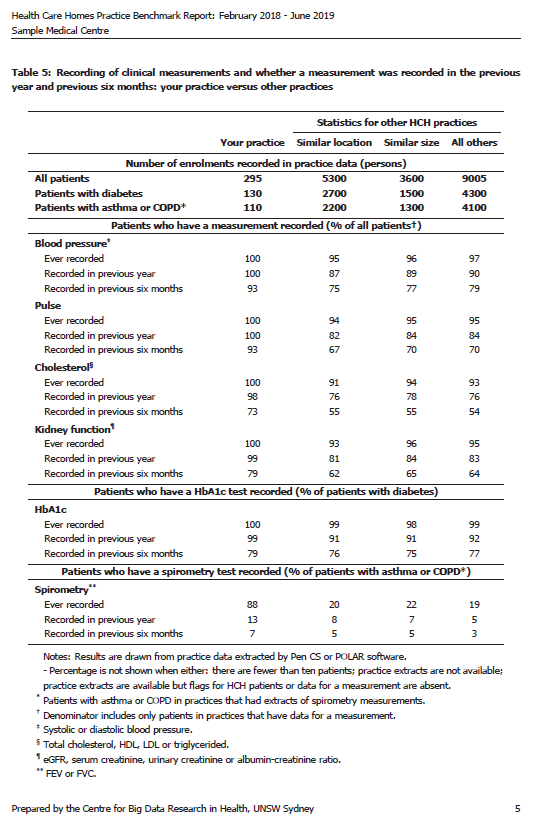 Health Care Homes Practice Benchmark Report: February 2018 - June 2019
Sample Medical Centre
Table 5: Recording of clinical measurements and whether a measurement was recorded in the previous
year and previous six months: your practice versus other practices
Statistics for other HCH practices
Your practice Similar location Similar size All others
Number of enrolments recorded in practice data (persons)
All patients 295 5300 3600 9005
Patients with diabetes 130 2700 1500 4300
Patients with asthma or COPD* 110 2200 1300 4100
Patients who have a measurement recorded (% of all patients†)
Blood pressure‡
Ever recorded 100 95 96 97
Recorded in previous year 100 87 89 90
Recorded in previous six months 93 75 77 79
Pulse
Ever recorded 100 94 95 95
Recorded in previous year 100 82 84 84
Recorded in previous six months 93 67 70 70
Cholesterol§
Ever recorded 100 91 94 93
Recorded in previous year 98 76 78 76
Recorded in previous six months 73 55 55 54
Kidney function¶
Ever recorded 100 93 96 95
Recorded in previous year 99 81 84 83
Recorded in previous six months 79 62 65 64
Patients who have a HbA1c test recorded (% of patients with diabetes)
HbA1c
Ever recorded 100 99 98 99
Recorded in previous year 99 91 91 92
Recorded in previous six months 79 76 75 77
Patients who have a spirometry test recorded (% of patients with asthma or COPD*)
Spirometry**
Ever recorded 88 20 22 19
Recorded in previous year 13 8 7 5
Recorded in previous six months 7 5 5 3
Notes: Results are drawn from practice data extracted by Pen CS or POLAR software.
- Percentage is not shown when either: there are fewer than ten patients; practice extracts are not available;
practice extracts are available but flags for HCH patients or data for a measurement are absent.
* Patients with asthma or COPD in practices that had extracts of spirometry measurements.
† Denominator includes only patients in practices that have data for a measurement.
‡ Systolic or diastolic blood pressure.
§ Total cholesterol, HDL, LDL or triglycerided.
¶ eGFR, serum creatinine, urinary creatinine or albumin-creatinine ratio.
** FEV or FVC.
Prepared by the Centre for Big Data Research in Health, UNSW Sydney 5